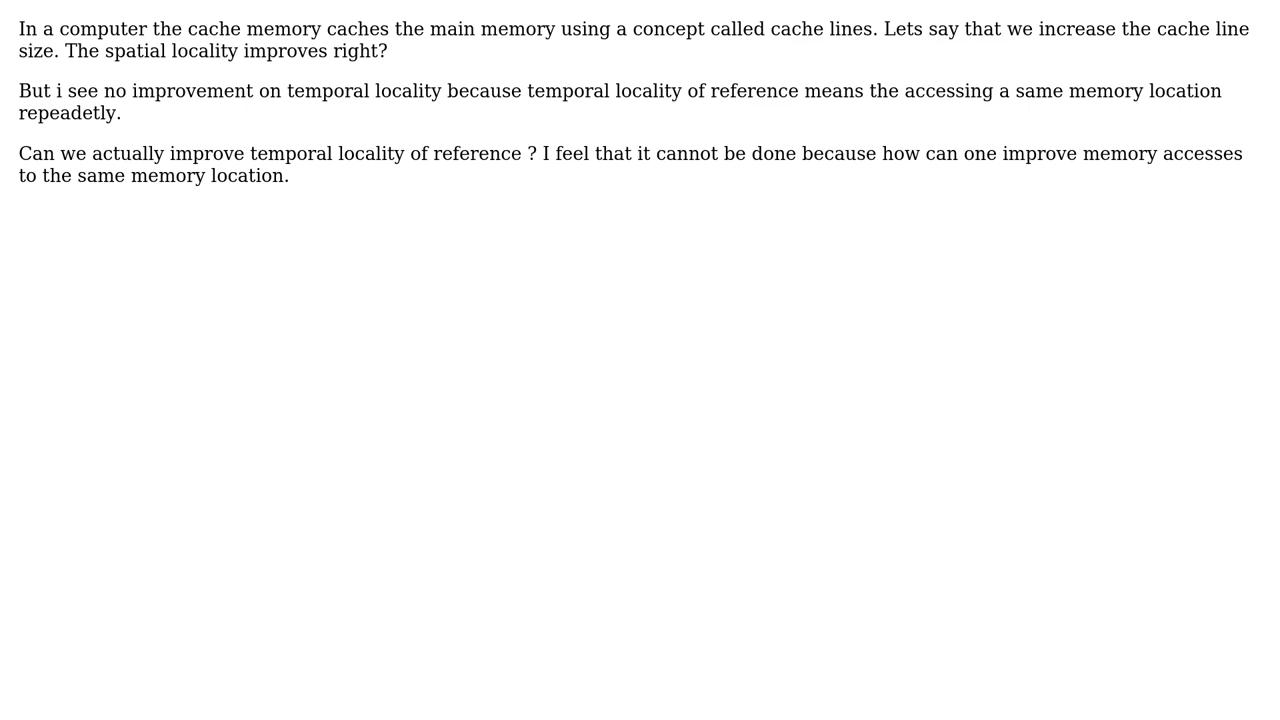 In a computer the cache memory caches the main memory using a concept called cache lines. Lets say that we increase the cache line
size. The spatial locality improves right?
But i see no improvement on temporal locality because temporal locality of reference means the accessing a same memory location
repeadetly.
Can we actually improve temporal locality of reference ? I feel that it cannot be done because how can one improve memory accesses
to the same memory location.